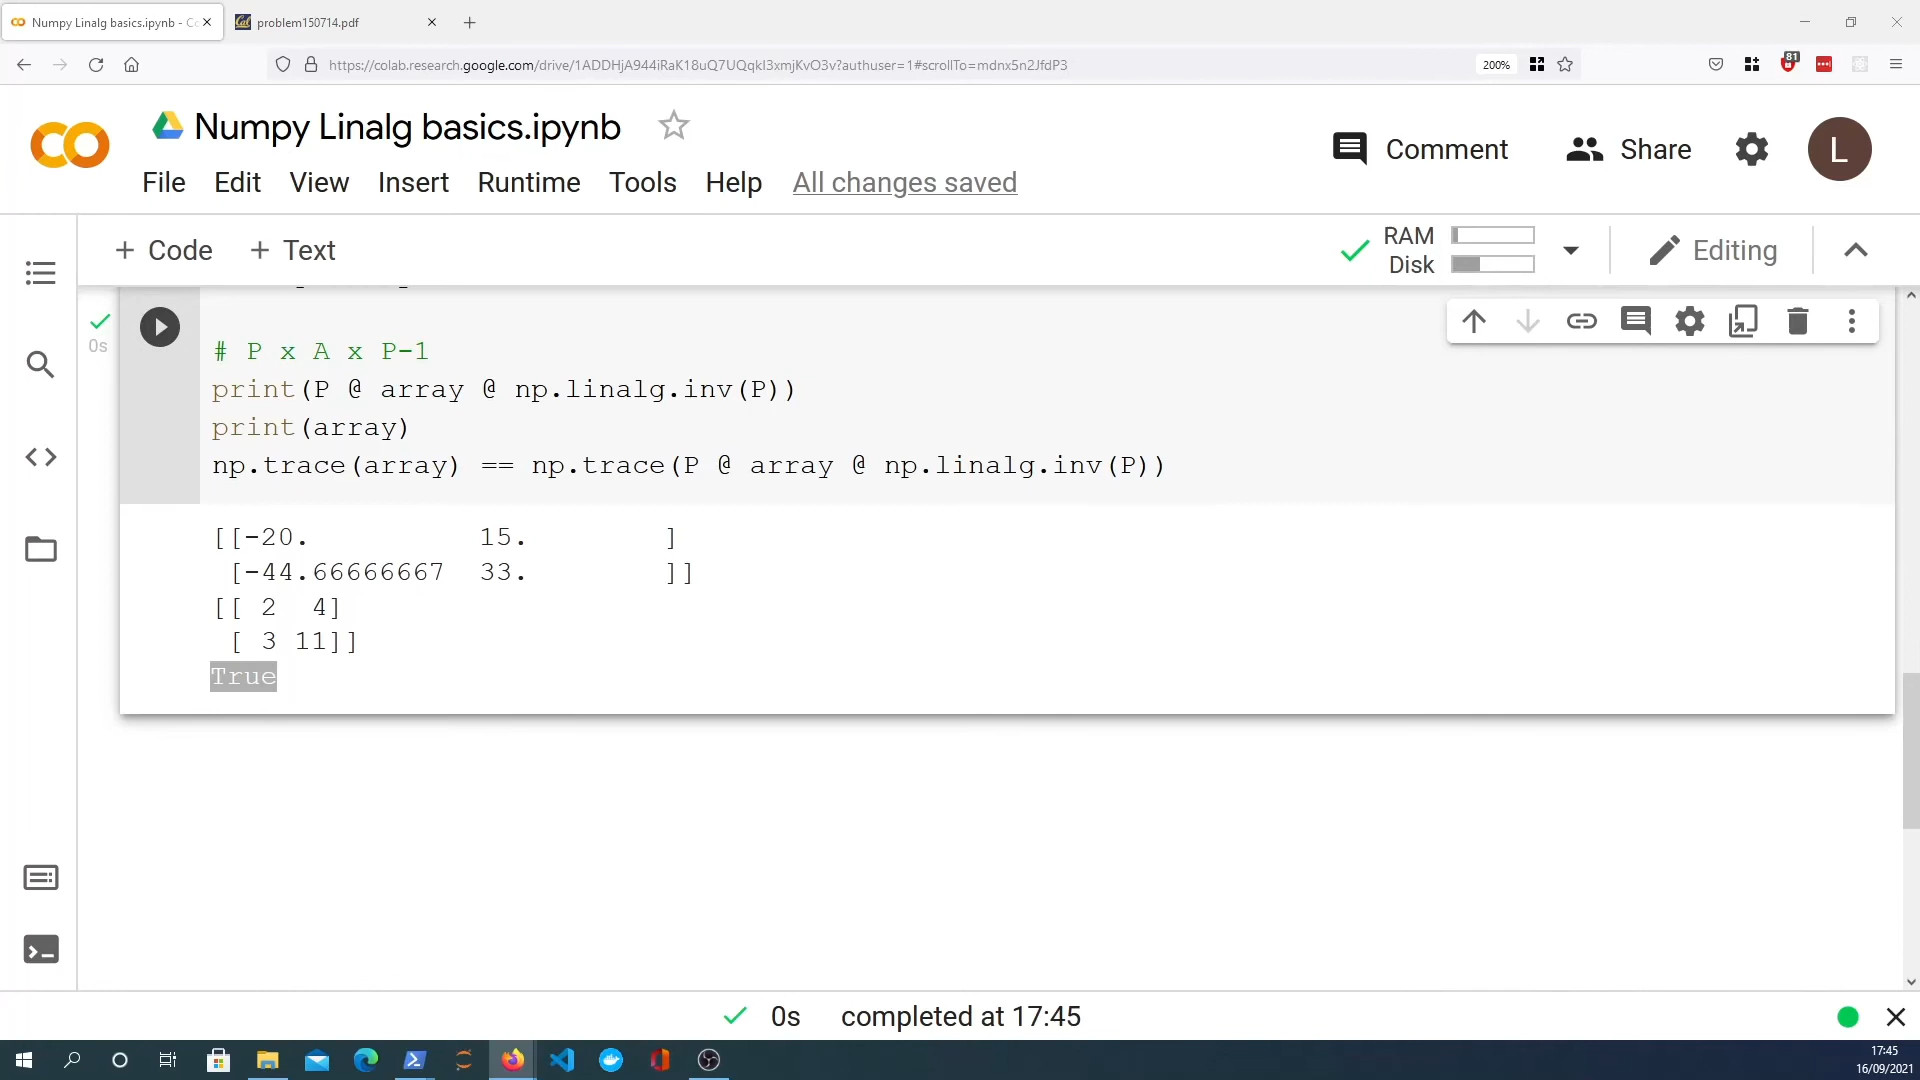 Numpy Linalg basics.ipynb - Co
problem150714.pdf
https://colab.research.google.com/drive/1ADDHjA944iRaK18uQ7UQqkI3xmjKvO3v?authuser=1#scrollTo=mdnx5n2JfdP3
200%
81
Numpy Linalg basics.ipynb
Comment
Share
L
File Edit View Insert Runtime Tools Help All changes saved
+ Code + Text
RAM
Disk
Editing
0s
# P x A x P-1
print(P @ array @ np.linalg.inv(P))
print(array)
np.trace(array) == np.trace(P @ array @ np.linalg.inv(P))
[[-20. 15. ]
[-44.66666667 33. ]]
[[ 2 4]
[ 3 11]]
True
0s completed at 17:45
17:45
16/09/2021